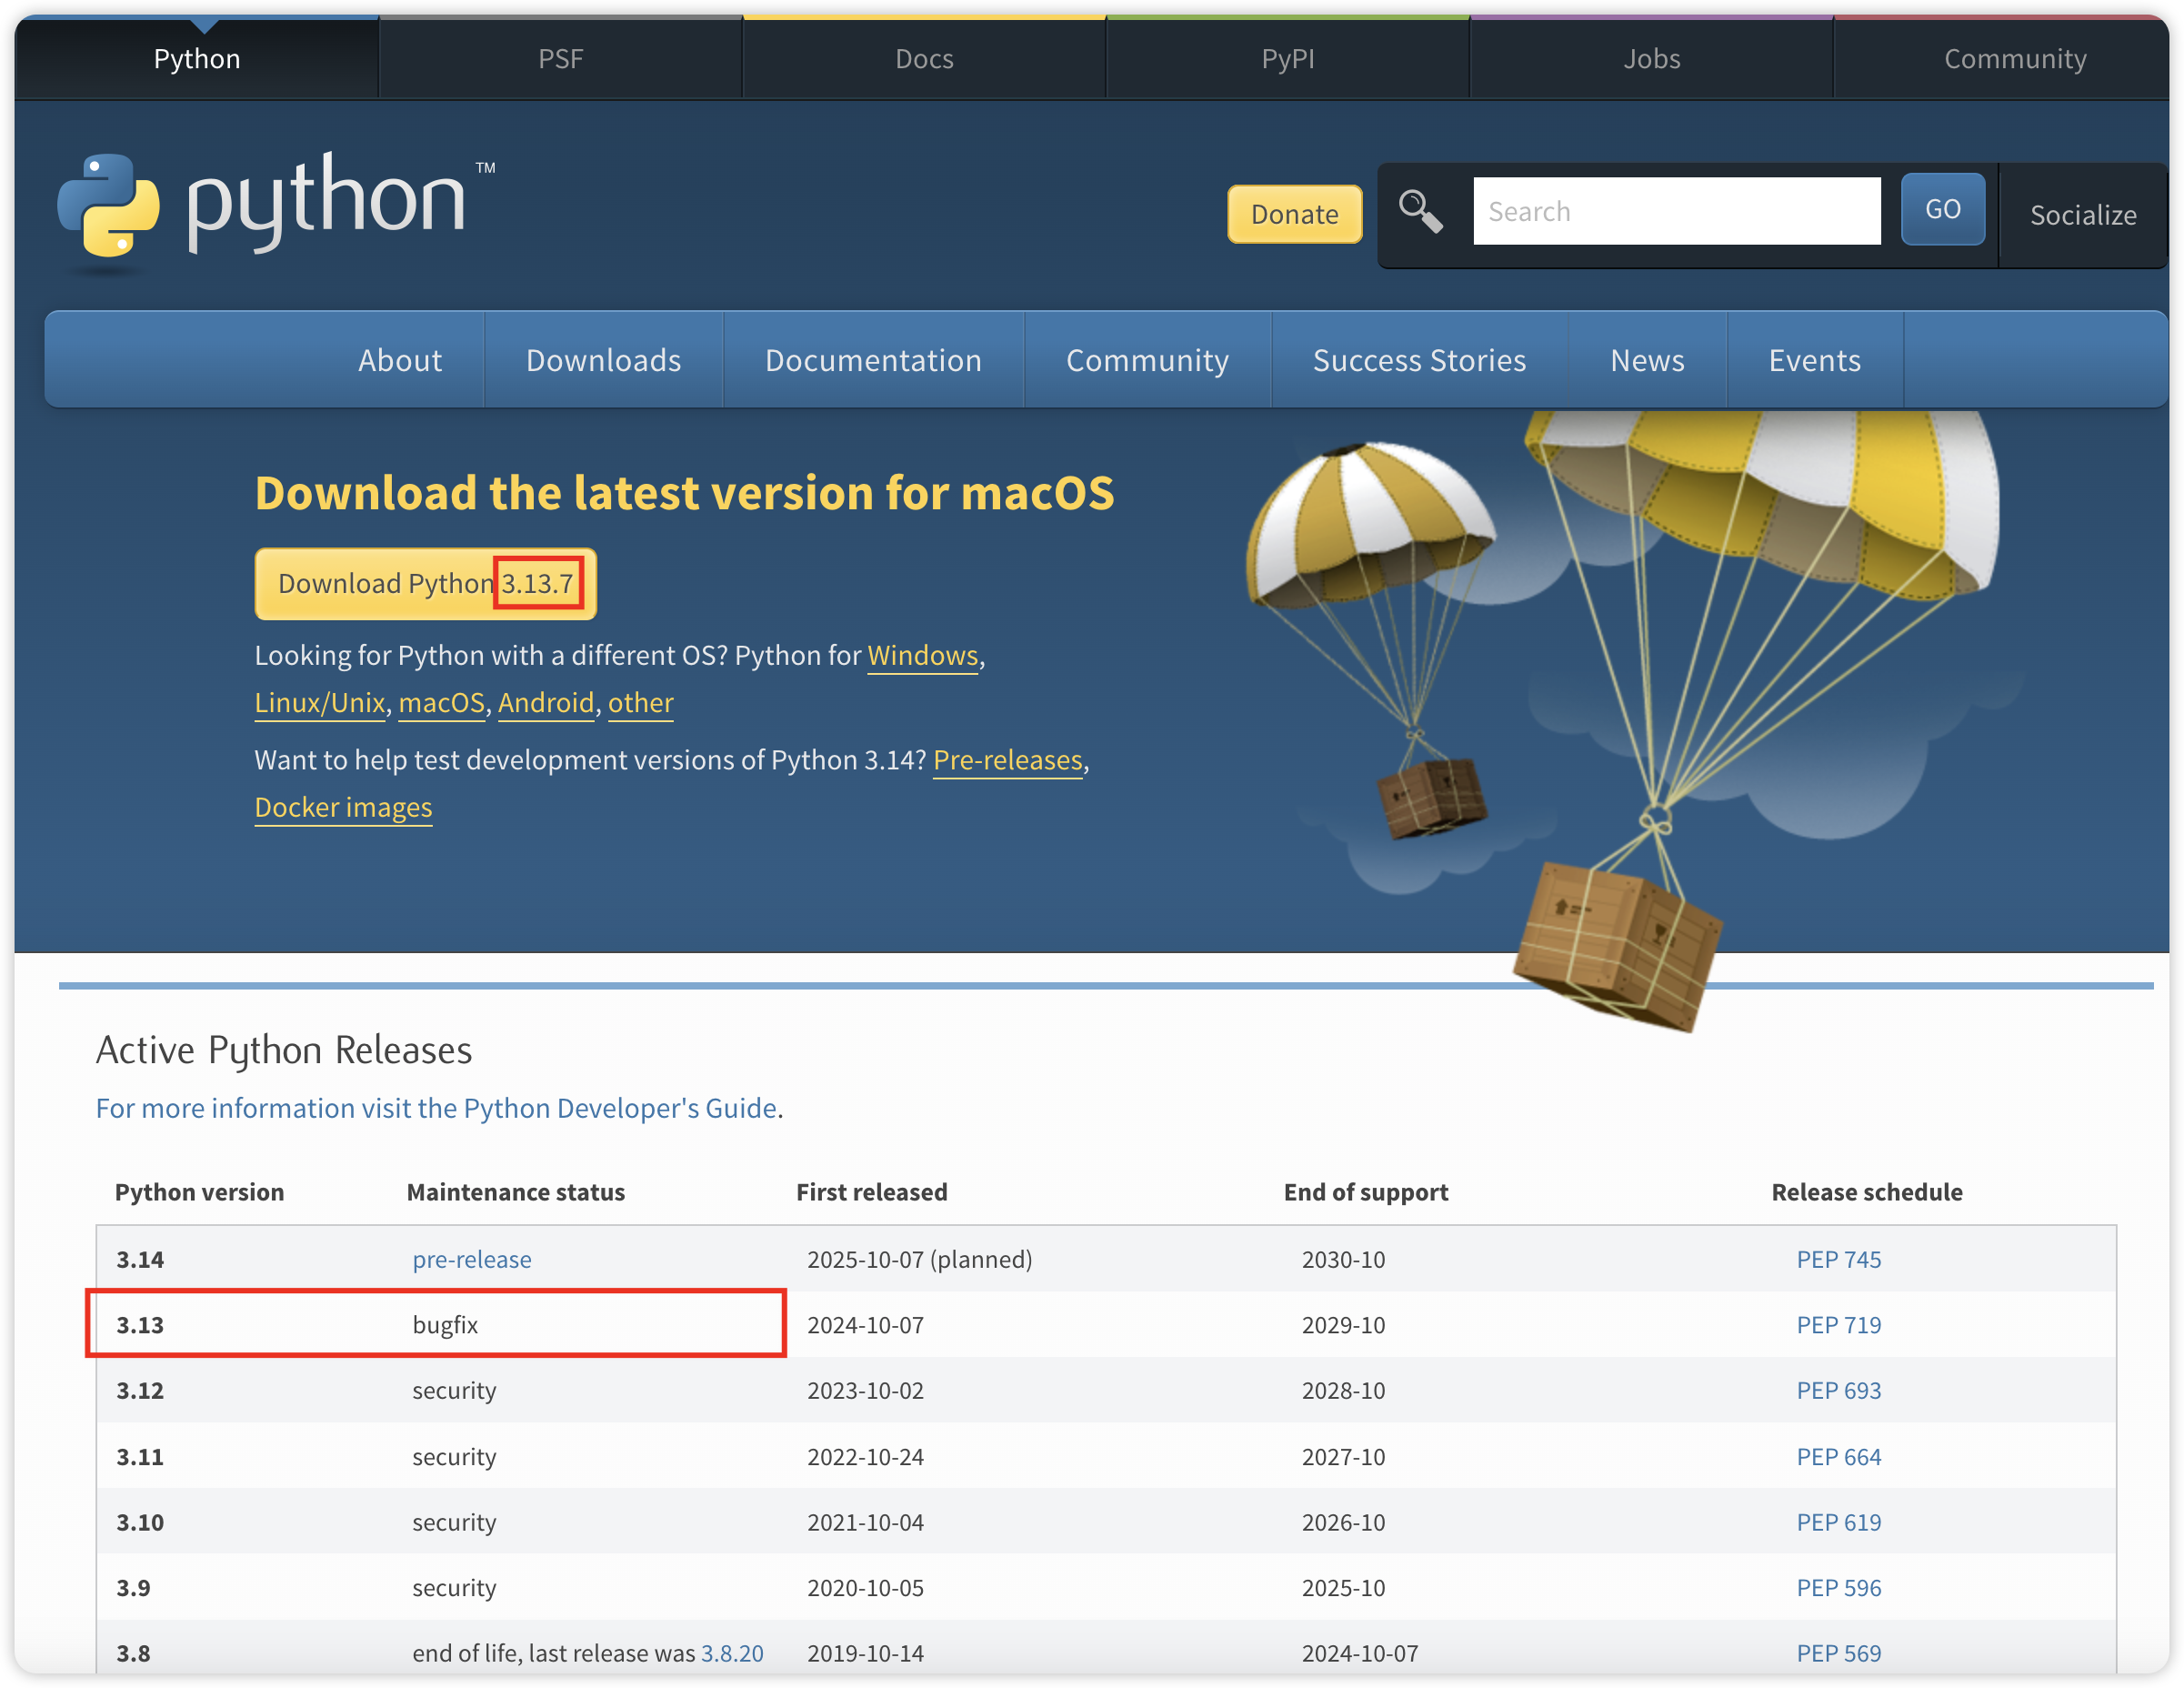 Python PSF Docs PyPI Jobs Community
python™
Donate Search GO Socialize
About Downloads Documentation Community Success Stories News Events
Download the latest version for macOS
Download Python 3.13.7
Looking for Python with a different OS? Python for Windows,
Linux/Unix, macOS, Android, other
Want to help test development versions of Python 3.14? Pre-releases,
Docker images
Active Python Releases
For more information visit the Python Developer's Guide.
Python version Maintenance status First released End of support Release schedule
3.14 pre-release 2025-10-07 (planned) 2030-10 PEP 745
3.13 bugfix 2024-10-07 2029-10 PEP 719
3.12 security 2023-10-02 2028-10 PEP 693
3.11 security 2022-10-24 2027-10 PEP 664
3.10 security 2021-10-04 2026-10 PEP 619
3.9 security 2020-10-05 2025-10 PEP 596
3.8 end of life, last release was 3.8.20 2019-10-14 2024-10-07 PEP 569